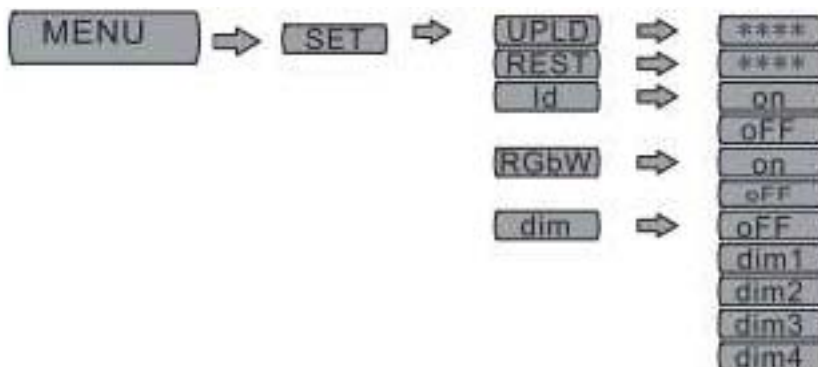 MENU SET UPLD ****
REST ****
Id on
oFF
RGbW on
oFF
dim oFF
dim1
dim2
dim3
dim4